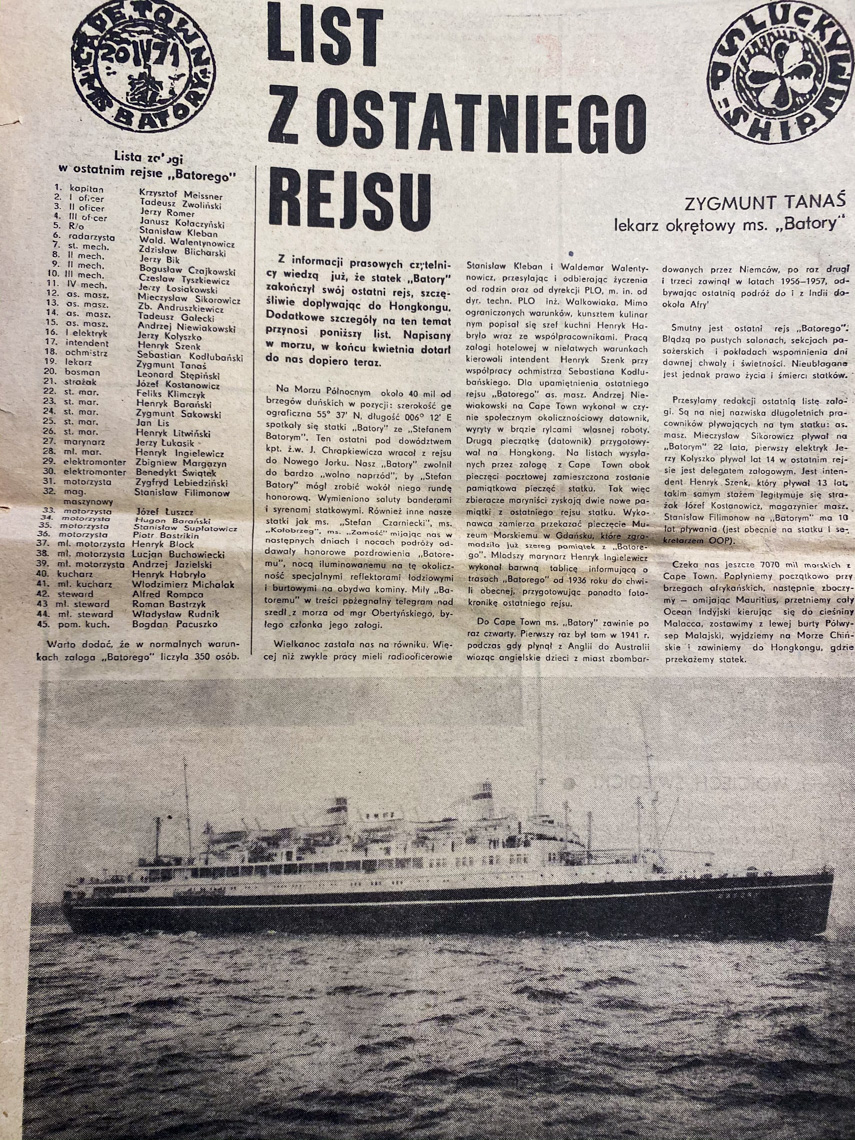 CAPETOWN
20 IV 71
MS BATORY
LIST
Z OSTATNIEGO
REJSU
LUCKY
SHIP
ZYGMUNT TANAŚ
lekarz okrętowy ms. „Batory"
Lista załogi
w ostatnim rejsie „Batorego"
1. kapitan Krzysztof Meissner
2. I oficer Tadeusz Zwoliński
3. II oficer Jerzy Romer
4. III oficer Janusz Kołaczyński
5. R/o Stanisław Kleban
6. radarzysta Wald. Walentynowicz
7. st. mech. Zdzisław Blicharski
8. II mech. Jerzy Bik
9. II mech. Bogusław Czajkowski
10. III mech. Czesław Tyszkiewicz
11. IV mech. Jerzy Łosiakowski
12. as. masz. Mieczysław Sikorowicz
13. as. masz. Zb. Andruszkiewicz
14. as. masz. Tadeusz Gałecki
15. as. masz. Andrzej Niewiakowski
16. I elektryk Jerzy Kołyszko
17. intendent Henryk Szenk
18. ochmistrz Sebastian Kodłubański
19. lekarz Zygmunt Tanaś
20. bosman Leonard Stępiński
21. strażak Józef Kostanowicz
22. st. mar. Feliks Klimczyk
23. st. mar. Henryk Barański
24. st. mar. Zygmunt Sakowski
25. st. mar. Jan Lis
26. st. mar. Henryk Litwiński
27. marynarz Jerzy Łukasik
28. mł. mar. Henryk Ingielewicz
29. elektromonter Zbigniew Margazyn
30. elektromonter Benedykt Świątek
31. motorzysta Zygfryd Lebiedziński
32. mag. Stanisław Filimonow
maszynowy
33. motorzysta Józef Łuszcz
34. motorzysta Hugon Barański
35. motorzysta Stanisław Supłatowicz
36. motorzysta Piotr Bastrikin
37. mł. motorzysta Henryk Block
38. mł. motorzysta Lucjan Buchowiecki
39. mł. motorzysta Andrzej Jazielski
40. kucharz Henryk Habryło
41. mł. kucharz Włodzimierz Michalak
42. steward Alfred Rompca
43 mł. steward Roman Bastrzyk
44. mł. steward Władysław Rudnik
45. pom. kuch. Bogdan Pacuszko
Warto dodać, że w normalnych warun-
kach załoga „Batorego" liczyła 350 osób.
Z informacji prasowych czytelni-
cy wiedzą już, że statek „Batory"
zakończył swój ostatni rejs, szczę-
śliwie dopływając do Hongkongu.
Dodatkowe szczegóły na ten temat
przynosi poniższy list. Napisany
w morzu, w końcu kwietnia dotarł
do nas dopiero teraz.
Na Morzu Północnym około 40 mil od
brzegów duńskich w pozycji: szerokość ge
ograficzna 55° 37' N, długość 006° 12' E
spotkały się statki „Batory" ze „Stefanem
Batorym". Ten ostatni pod dowództwem
kpt. ż.w. J. Chrapkiewicza wracał z rejsu
do Nowego Jorku. Nasz „Batory" zwolnił
do bardzo „wolno naprzód", by „Stefan
Batory" mógł zrobić wokół niego rundę
honorową. Wymieniono saluty banderami
i syrenami statkowymi. Również inne nasze
statki jak ms. „Stefan Czarniecki", ms.
„Kołobrzeg", ms. „Zamość" mijając nas w
następnych dniach i nocach podróży od-
dawały honorowe pozdrowienia „Batore-
mu", nocą iluminowanemu na tę okolicz-
ność specjalnymi reflektorami łodziowymi
i burtowymi na obydwa kominy. Miły „Ba-
toremu" w treści pożegnalny telegram nad
szedł z morza od mgr Obertyńskiego, by-
łego członka jego załogi.
Wielkanoc zastała nas na równiku. Wię-
cej niż zwykle pracy mieli radiooficerowie
Stanisław Kleban i Waldemar Walenty-
nowicz, przesyłając i odbierając życzenia
od rodzin oraz od dyrekcji PLO, m. in. od
dyr. techn. PLO inż. Walkowiaka. Mimo
ograniczonych warunków, kunsztem kulinar
nym popisał się szef kuchni Henryk Ha-
bryło wraz ze współpracownikami. Pracą
załogi hotelowej w niełatwych warunkach
kierowali intendent Henryk Szenk przy
współpracy ochmistrza Sebastiana Kodłu-
bańskiego. Dla upamiętnienia ostatniego
rejsu „Batorego" as. masz. Andrzej Nie-
wiakowski na Cape Town wykonał w czy-
nie społecznym okolicznościowy datownik,
wyryty w brązie rylcami własnej roboty.
Drugą pieczątkę (datownik) przygotowy-
wał na Hongkong. Na listach wysyła-
nych przez załogę z Cape Town obok
pieczęci pocztowej zamieszczona zostanie
pamiątkowa pieczęć statku. Tak więc
zbieracze maryniści zyskają dwie nowe pa-
miątki z ostatniego rejsu statku. Wyko-
nawca zamierza przekazać pieczęcie Mu-
zeum Morskiemu w Gdańsku, które zgro-
madziło już szereg pamiątek z „Batore-
go". Młodszy marynarz Henryk Ingielewicz
wykonał barwną tablicę informującą o
trasach „Batorego" od 1936 roku do chwi-
li obecnej, przygotowując ponadto foto-
kronikę ostatniego rejsu.
Do Cape Town ms. „Batory" zawinie po
raz czwarty. Pierwszy raz był tam w 1941 r.
podczas gdy płynął z Anglii do Australii
wioząc angielskie dzieci z miast zbombar-
dowanych przez Niemców, po raz drugi
i trzeci zawinął w latach 1956—1957, od-
bywając ostatnią podróż do i z Indii do-
okoła Afry'
Smutny jest ostatni rejs „Batorego".
Błądzą po pustych salonach, sekcjach pa-
sażerskich i pokładach wspomnienia dni
dawnej chwały i świetności. Nieubłagane
jest jednak prawo życia i śmierci statków.
Przesyłamy redakcji ostatnią listę zało-
gi. Są na niej nazwiska długoletnich pra-
cowników pływających na tym statku: as.
masz. Mieczysław Sikorowicz pływał na
„Batorym" 22 lata, pierwszy elektryk Je-
rzy Kołyszko pływał lat 14 w ostatnim rej-
sie jest delegatem załogowym. Jest inten-
dent Henryk Szenk, który pływał 13 lat,
takim samym stażem legitymuje się stra-
żak Józef Kostanowicz, magazynier masz.
Stanisław Filimonow na „Batorym" ma 10
lat pływania (jest obecnie na statku I se-
kretarzem OOP).
Czeka nas jeszcze 7070 mil morskich z
Cape Town. Popłyniemy początkowo przy
brzegach afrykańskich, następnie zboczy-
my — omijając Mauritius, przetniemy cały
Ocean Indyjski kierując się do cieśniny
Malacca, zostawimy z lewej burty Półwy-
sep Malajski, wyjdziemy na Morze Chiń-
skie i zawiniemy do Hongkongu, gdzie
przekażemy statek.
BATORY